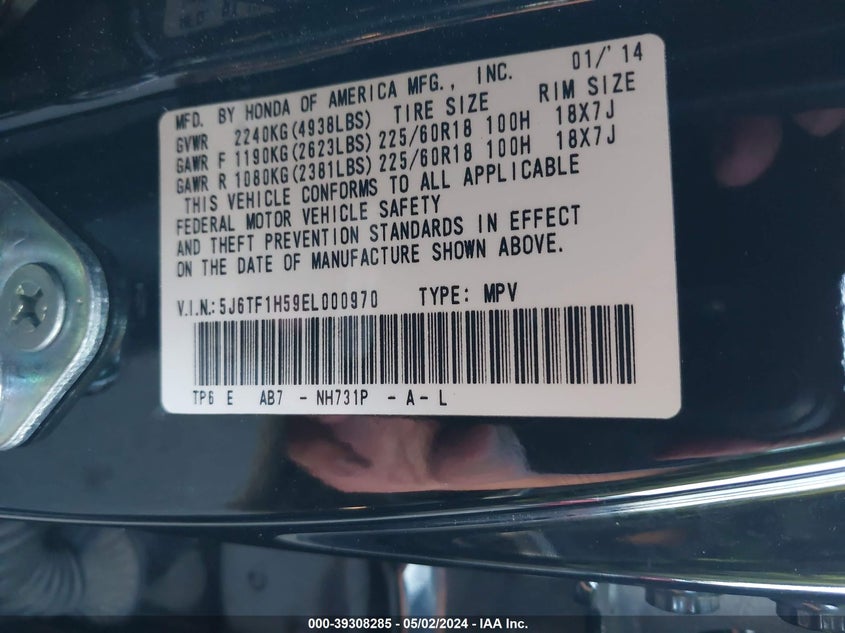 MFD. BY HONDA OF AMERICA MFG., INC. 01/'14
GVWR 2240KG(4938LBS) TIRE SIZE RIM SIZE
GAWR F 1190KG(2623LBS) 225/60R18 100H 18X7J
GAWR R 1080KG(2381LBS) 225/60R18 100H 18X7J
THIS VEHICLE CONFORMS TO ALL APPLICABLE
FEDERAL MOTOR VEHICLE SAFETY
AND THEFT PREVENTION STANDARDS IN EFFECT
ON THE DATE OF MANUFACTURE SHOWN ABOVE.
V.I.N.:5J6TF1H59EL000970 TYPE: MPV
TP6 E AB7 - NH731P - A - L
000-39308285 - 05/02/2024 - IAA Inc.